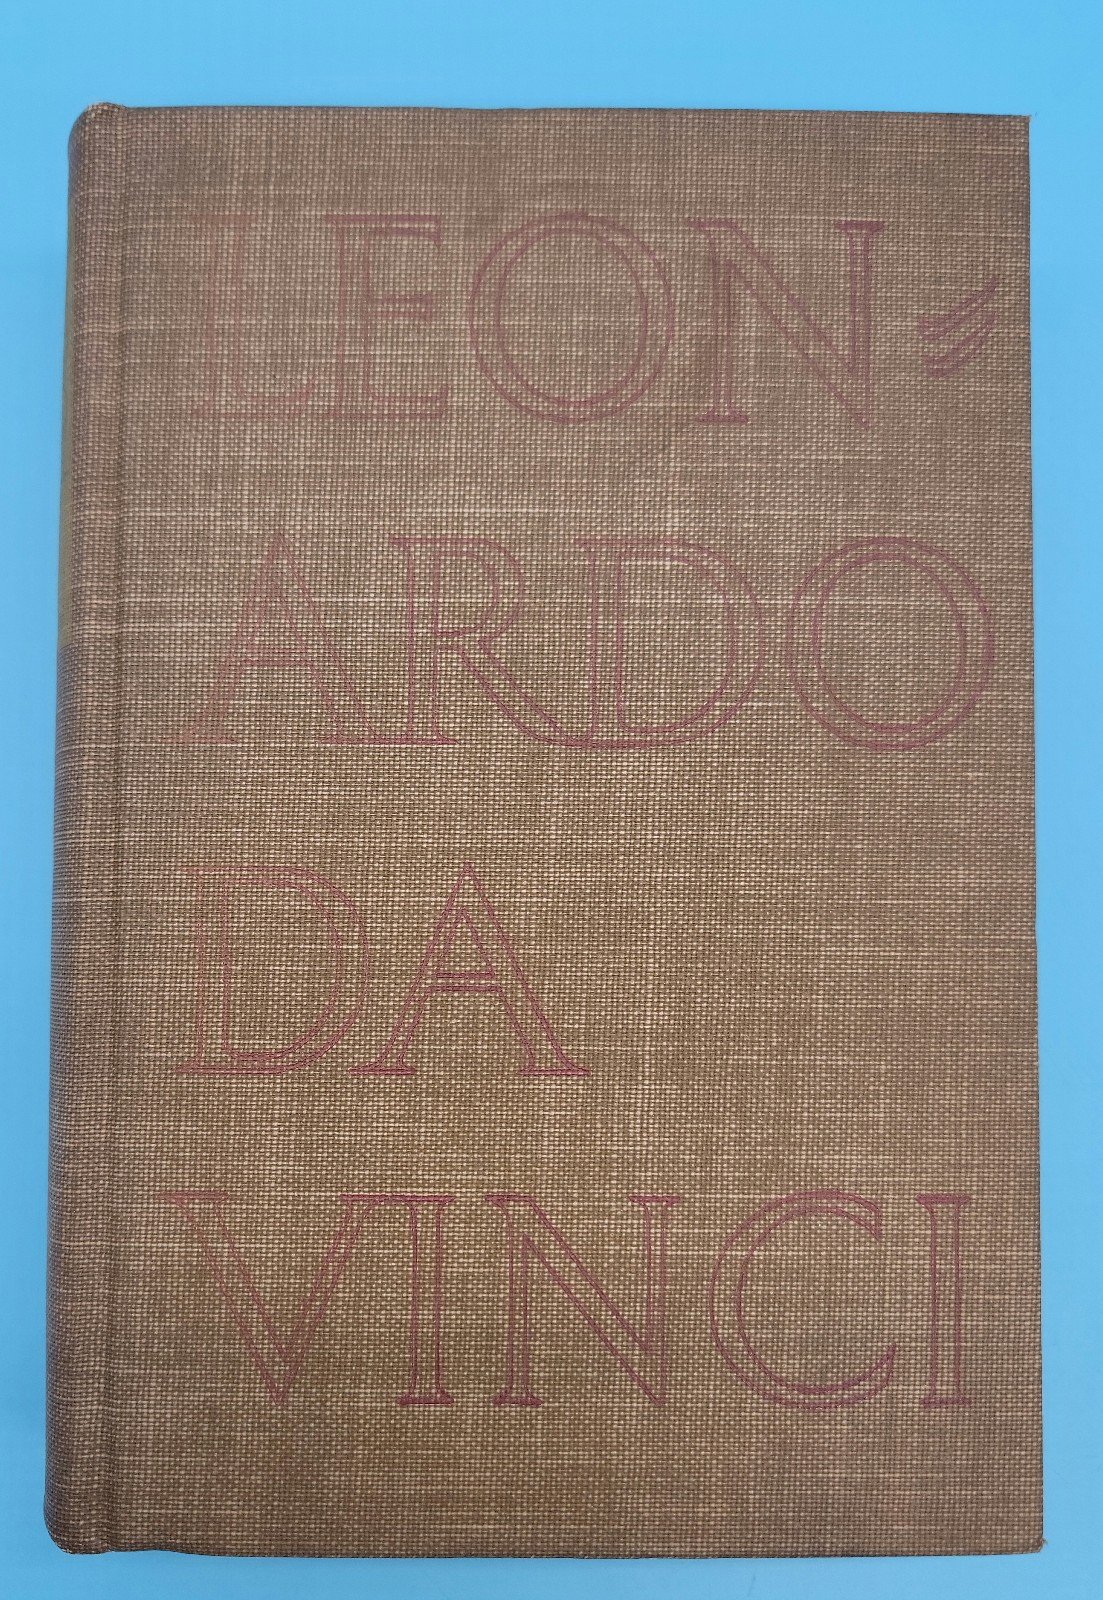 LEON-
ARDO
DA
VINCI